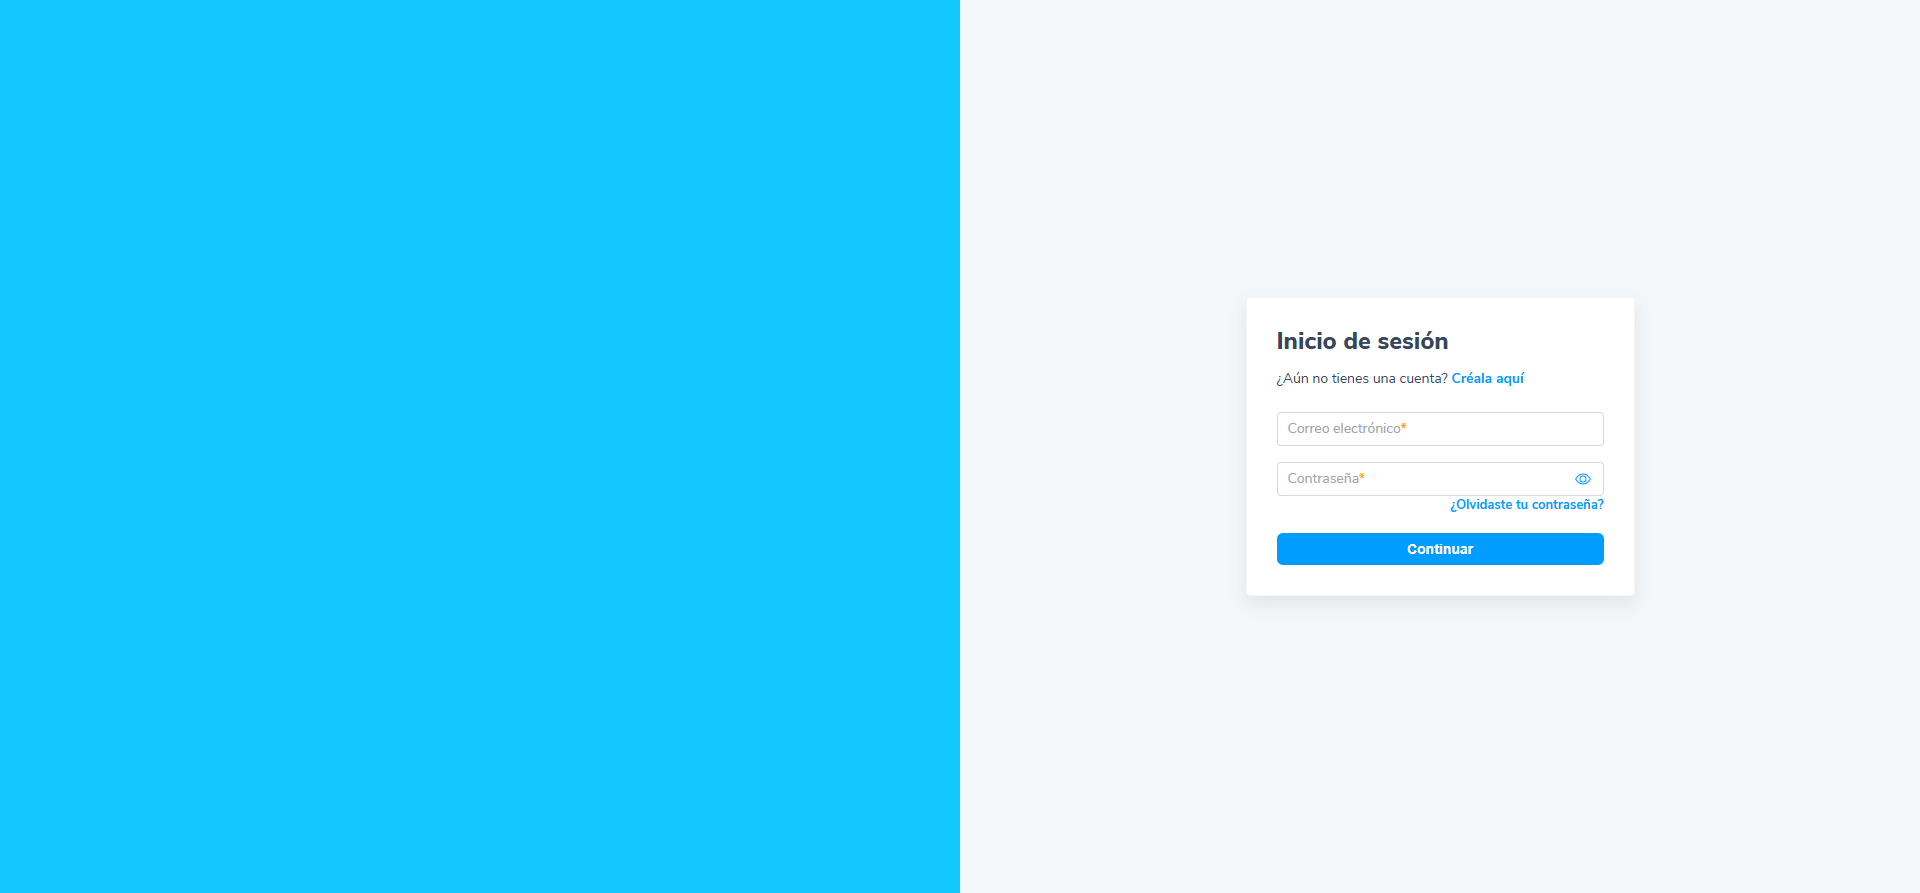 Inicio de sesión
¿Aún no tienes una cuenta? Créala aquí
Correo electrónico*
Contraseña*
¿Olvidaste tu contraseña?
Continuar